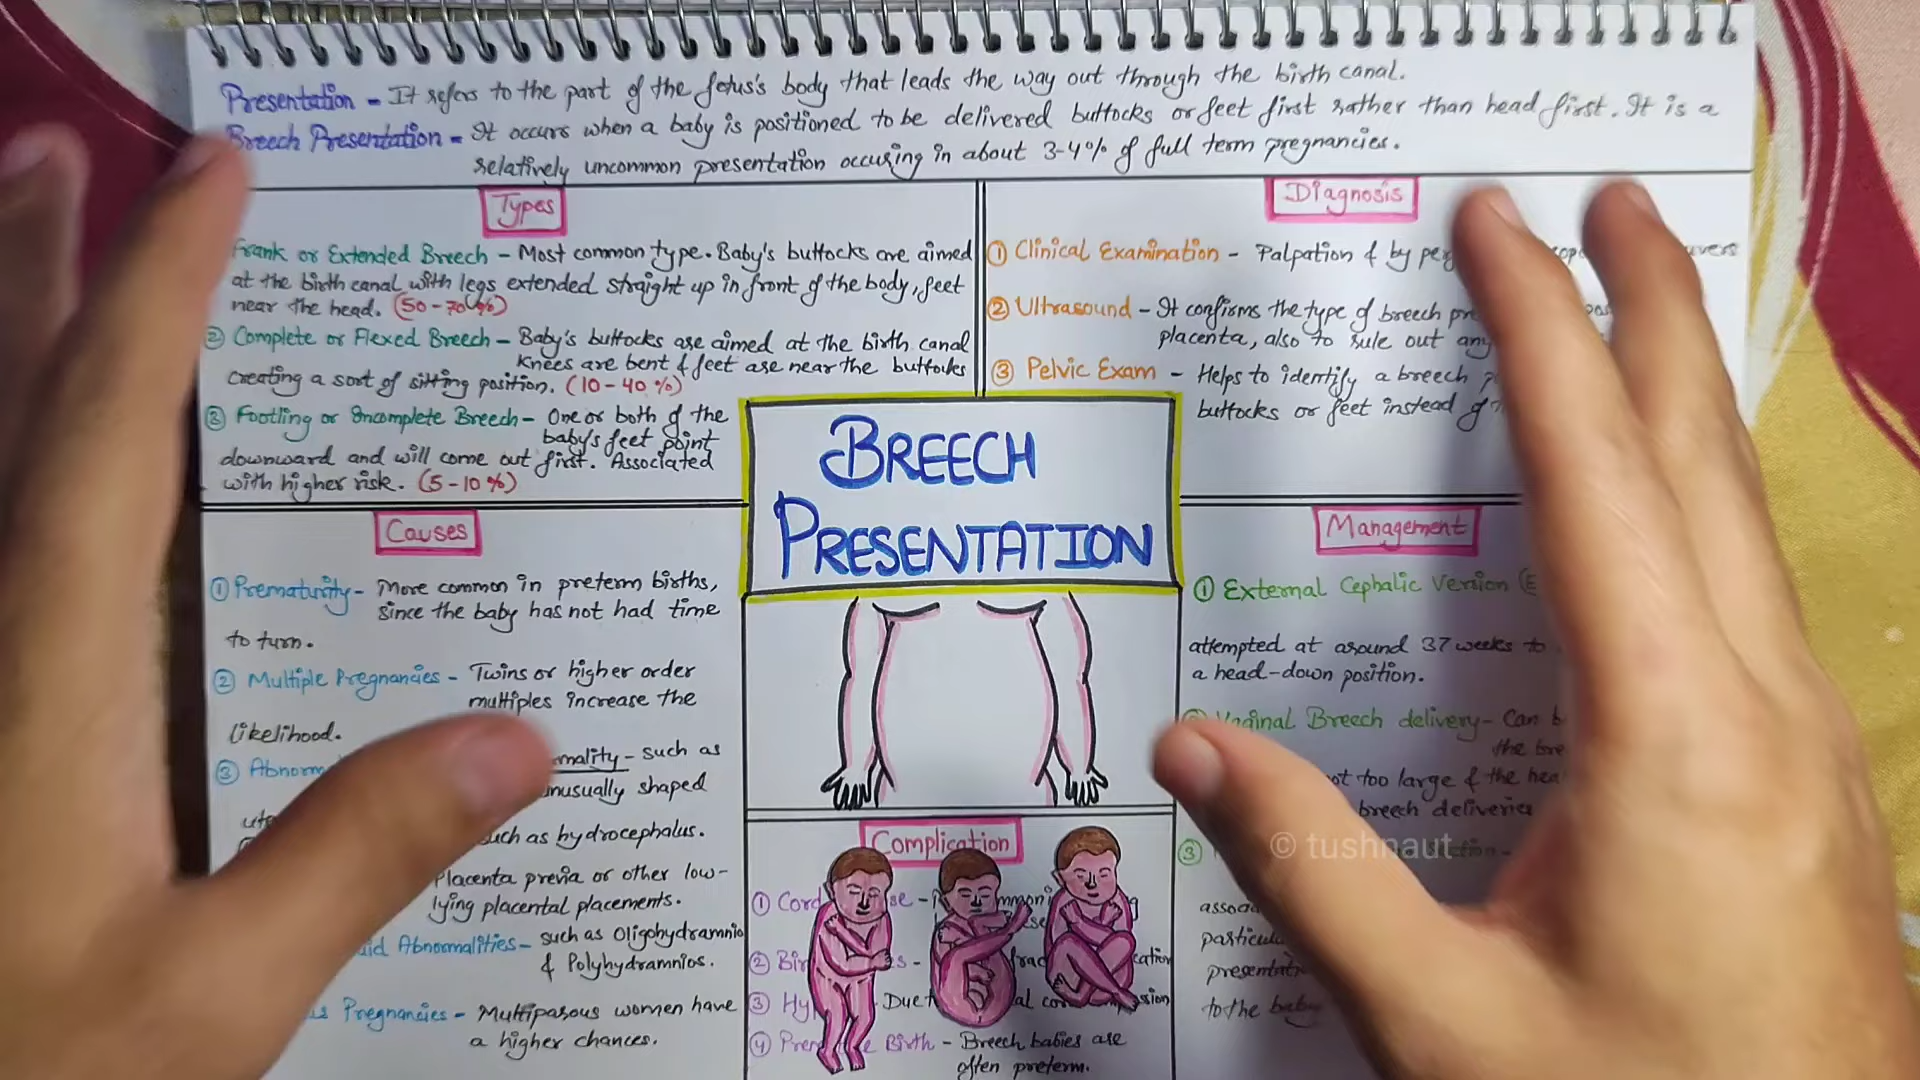 Presentation - It refers to the part of the fetus's body that leads the way out through the birth canal.
Breech Presentation - It occurs when a baby is positioned to be delivered buttocks or feet first rather than head first. It is a
relatively uncommon presentation occuring in about 3-4% of full term pregnancies.
Types
Frank or Extended Breech - Most common type. Baby's buttocks are aimed
at the birth canal with legs extended straight up in front of the body, feet
near the head. (50-70%)
② Complete or Flexed Breech - Baby's buttocks are aimed at the birth canal
Knees are bent & feet are near the buttocks
creating a sort of sitting position. (10-40%)
③ Footling or Incomplete Breech - One or both of the
baby's feet point
downward and will come out first. Associated
with higher risk. (5-10%)
Diagnosis
① Clinical Examination - Palpation & by
② Ultrasound - It confirms the type of breech
placenta, also to rule out any
③ Pelvic Exam - Helps to identify a breech
buttocks or feet instead of
BREECH
PRESENTATION
Causes
① Prematurity - More common in preterm births,
since the baby has not had time
to turn.
② Multiple Pregnancies - Twins or higher order
multiples increase the
likelihood.
③ - such as
unusually shaped
such as hydrocephalus.
Placenta previa or other low-
lying placental placements.
Abnormalities - such as Oligohydramnio
& Polyhydramnios.
Pregnancies - Multiparous women have
a higher chances.
Management
① External Cephalic Version
attempted at around 37 weeks to
a head-down position.
Vaginal Breech delivery - Can
the
not too large & the
breech deliveries
③
to the baby
Complication
① Cord
②
③ Due
④ Birth - Breech babies are
often preterm.
© tushnaut